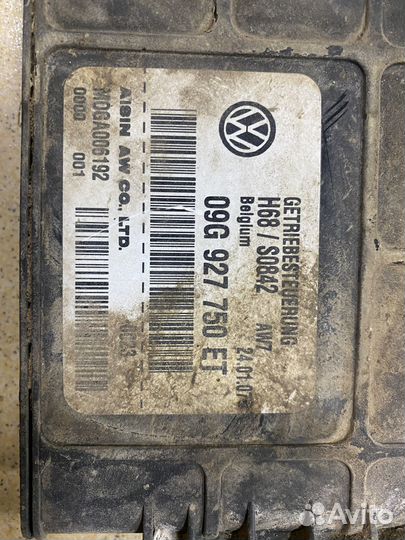 GETRIEBESTEUERUNG
H68 / S0842 AW7
Belgium 24.01.07
09G 927 750 ET
AISIN AW CO., LTD.
0000 001
Avito